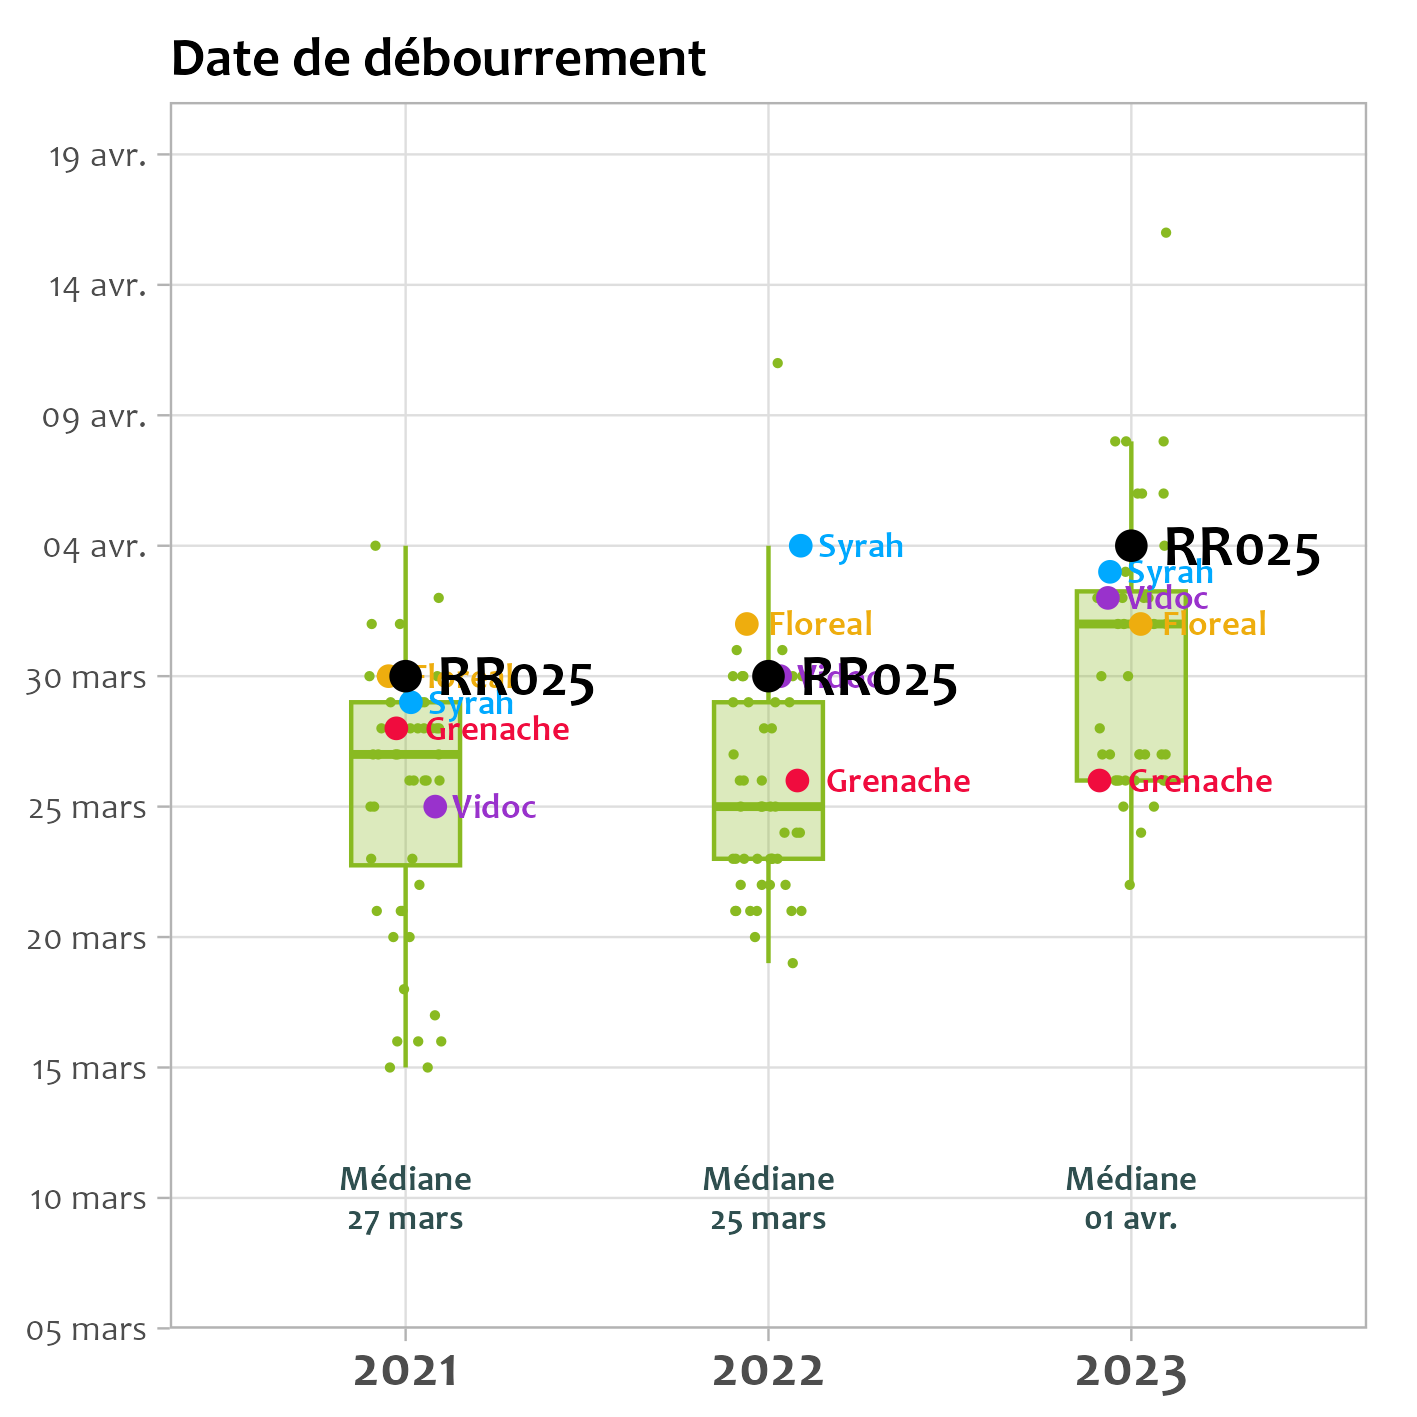 Date de débourrement
19 avr.
14 avr.
09 avr.
04 avr.
30 mars
25 mars
20 mars
15 mars
10 mars
05 mars
Floreal
RR025
Syrah
Grenache
Vidoc
Médiane
27 mars
Syrah
Floreal
Vidoc
RR025
Grenache
Médiane
25 mars
RR025
Syrah
Vidoc
Floreal
Grenache
Médiane
01 avr.
2021
2022
2023